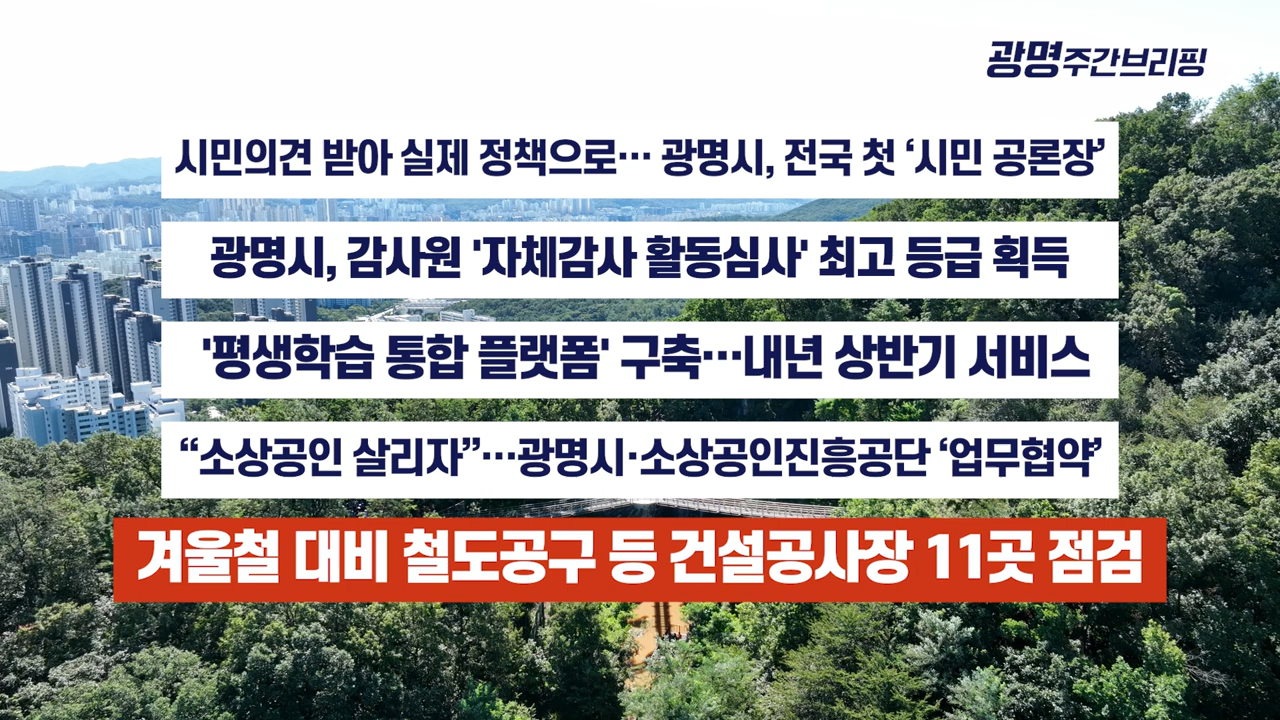 광명주간브리핑
시민의견 받아 실제 정책으로… 광명시, 전국 첫 ‘시민 공론장’
광명시, 감사원 '자체감사 활동심사' 최고 등급 획득
'평생학습 통합 플랫폼' 구축…내년 상반기 서비스
“소상공인 살리자”…광명시·소상공인진흥공단 ‘업무협약’
겨울철 대비 철도공구 등 건설공사장 11곳 점검